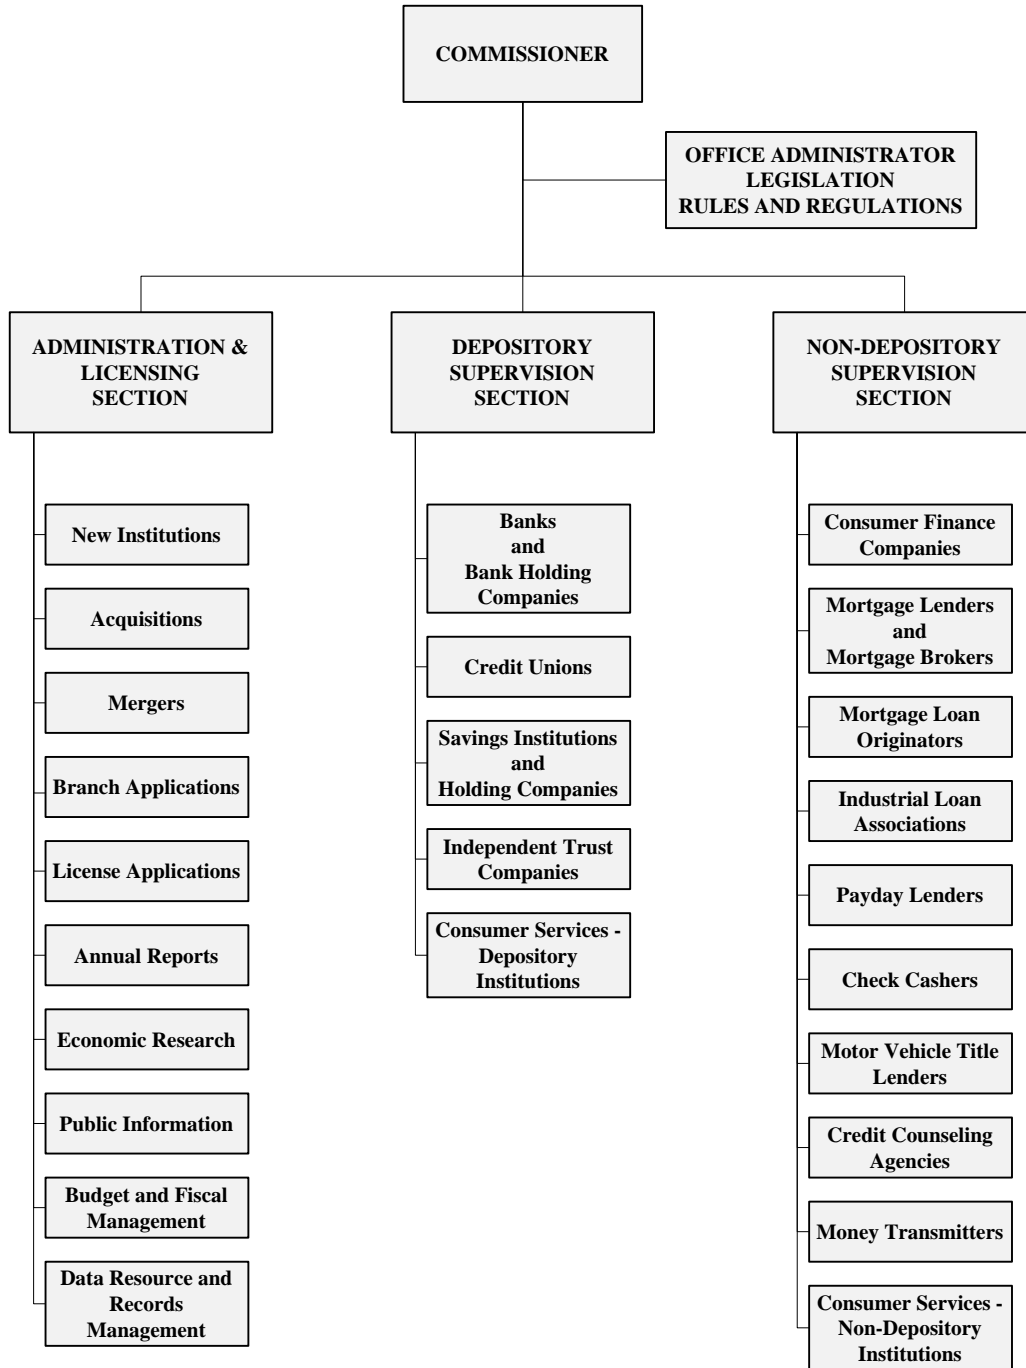 COMMISSIONER
OFFICE ADMINISTRATOR
LEGISLATION
RULES AND REGULATIONS
ADMINISTRATION &
LICENSING
SECTION
DEPOSITORY
SUPERVISION
SECTION
NON-DEPOSITORY
SUPERVISION
SECTION
New Institutions
Acquisitions
Mergers
Branch Applications
License Applications
Annual Reports
Economic Research
Public Information
Budget and Fiscal
Management
Data Resource and
Records
Management
Banks
and
Bank Holding
Companies
Credit Unions
Savings Institutions
and
Holding Companies
Independent Trust
Companies
Consumer Services -
Depository
Institutions
Consumer Finance
Companies
Mortgage Lenders
and
Mortgage Brokers
Mortgage Loan
Originators
Industrial Loan
Associations
Payday Lenders
Check Cashers
Motor Vehicle Title
Lenders
Credit Counseling
Agencies
Money Transmitters
Consumer Services -
Non-Depository
Institutions